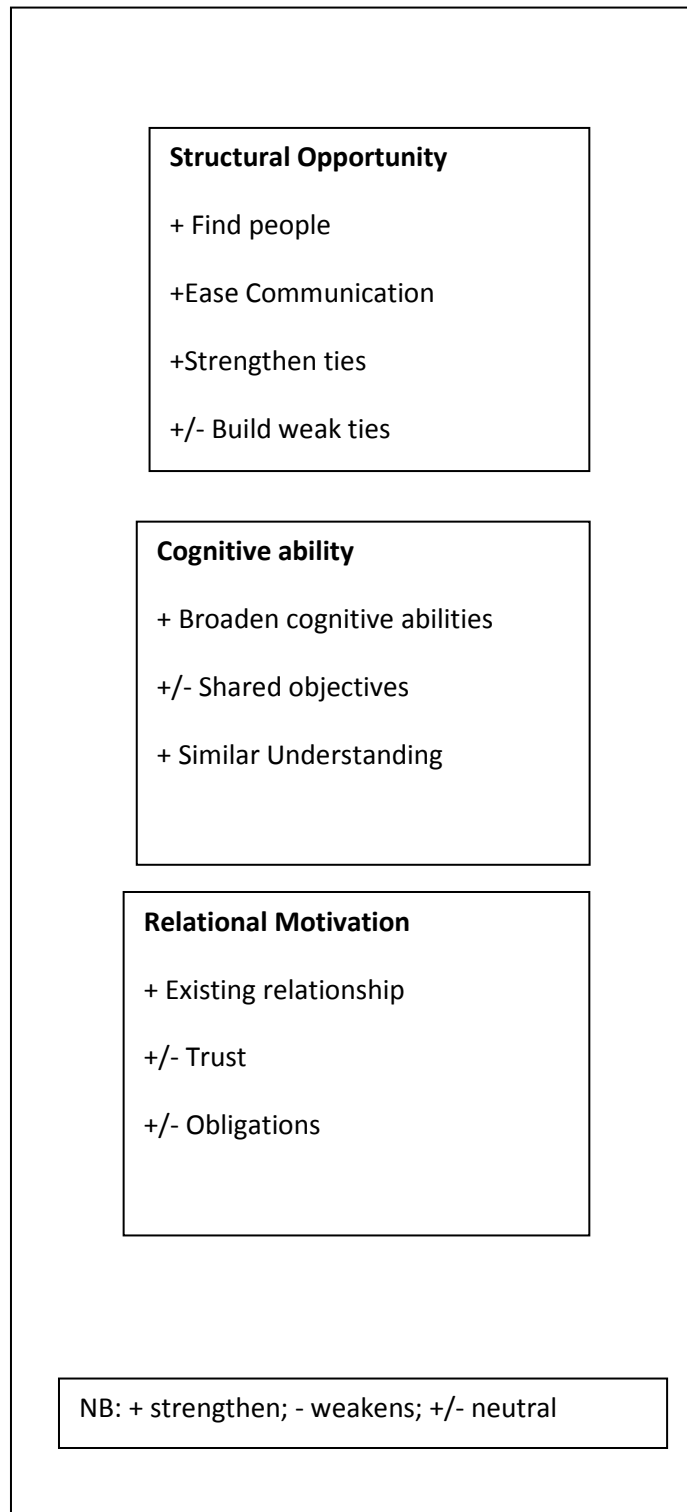 Structural Opportunity
+ Find people
+Ease Communication
+Strengthen ties
+/- Build weak ties
Cognitive ability
+ Broaden cognitive abilities
+/- Shared objectives
+ Similar Understanding
Relational Motivation
+ Existing relationship
+/- Trust
+/- Obligations
NB: + strengthen; - weakens; +/- neutral